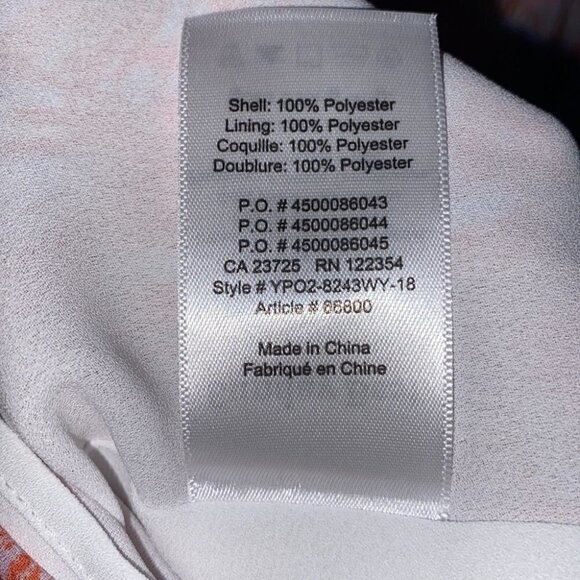 Shell: 100% Polyester
Lining: 100% Polyester
Coquille: 100% Polyester
Doublure: 100% Polyester
P.O. # 4500086043
P.O. # 4500086044
P.O. # 4500086045
CA 23725 RN 122354
Style # YPO2-8243WY-18
Article # 66800
Made in China
Fabriqué en Chine